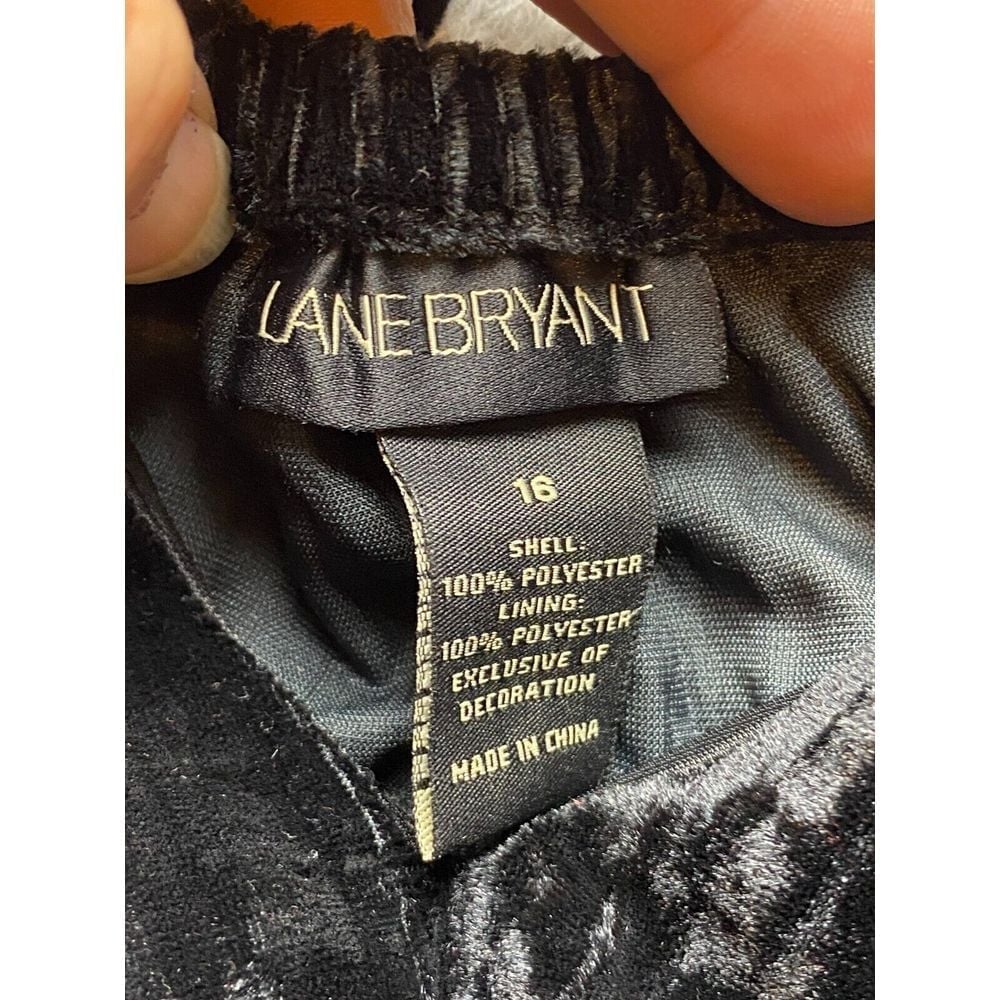 LANE BRYANT
16
SHELL:
100% POLYESTER
LINING:
100% POLYESTER
EXCLUSIVE OF
DECORATION
MADE IN CHINA